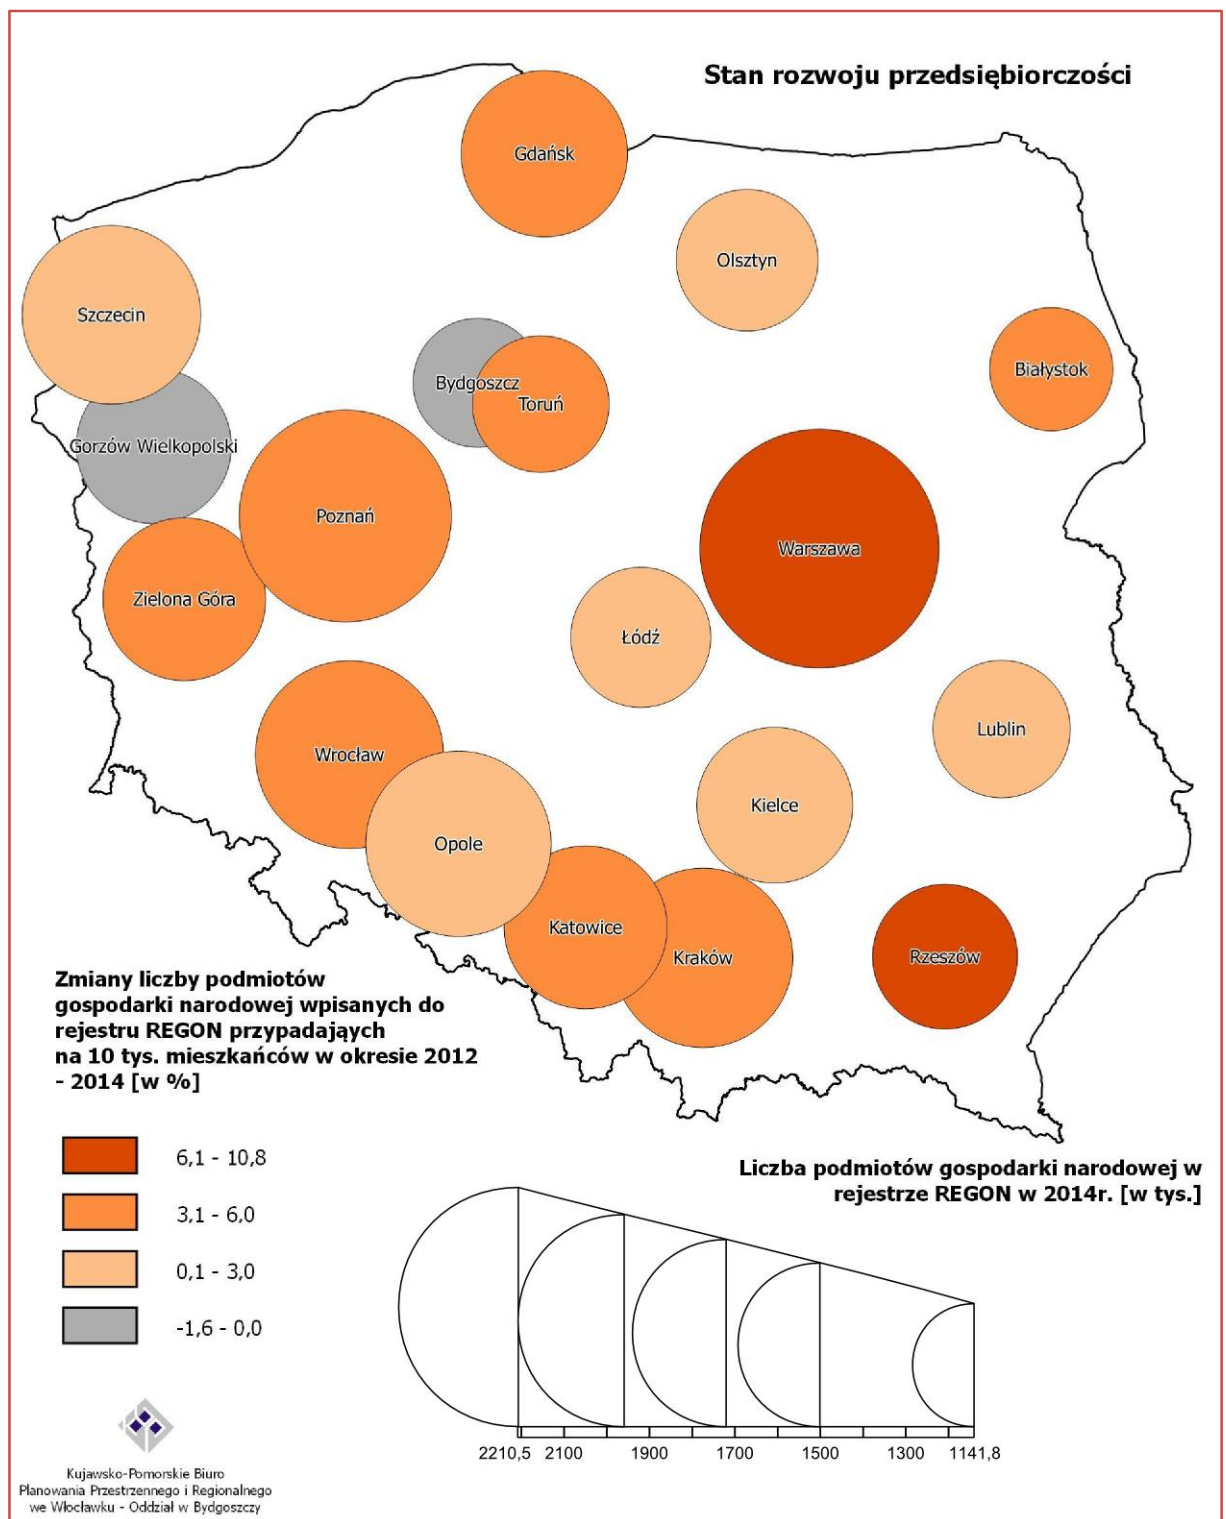 Stan rozwoju przedsiębiorczości
Gdańsk
Olsztyn
Szczecin
Białystok
Bydgoszcz
Toruń
Gorzów Wielkopolski
Poznań
Warszawa
Zielona Góra
Łódź
Lublin
Wrocław
Kielce
Opole
Katowice
Kraków
Rzeszów
Zmiany liczby podmiotów
gospodarki narodowej wpisanych do
rejestru REGON przypadająych
na 10 tys. mieszkańców w okresie 2012
- 2014 [w %]
6,1 - 10,8
3,1 - 6,0
0,1 - 3,0
-1,6 - 0,0
Liczba podmiotów gospodarki narodowej w
rejestrze REGON w 2014r. [w tys.]
2210,5 2100 1900 1700 1500 1300 1141,8
Kujawsko-Pomorskie Biuro
Planowania Przestrzennego i Regionalnego
we Włocławku - Oddział w Bydgoszczy